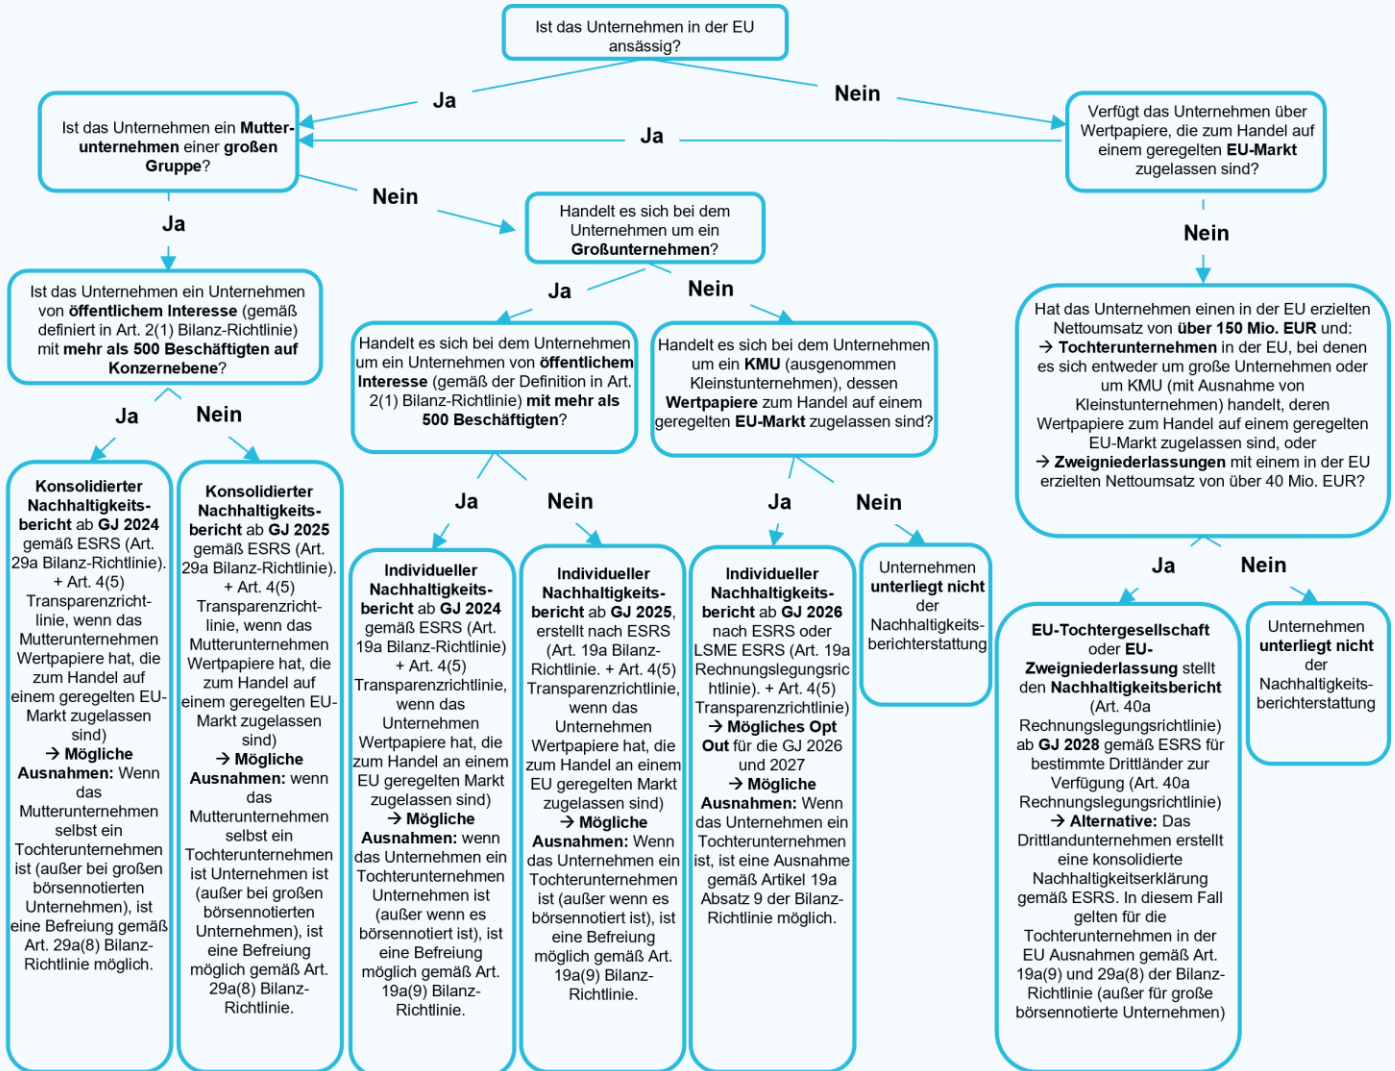 Ist das Unternehmen in der EU
ansässig?
Ja
Nein
Ist das Unternehmen ein Mutter-
unternehmen einer großen
Gruppe?
Ja
Verfügt das Unternehmen über
Wertpapiere, die zum Handel auf
einem geregelten EU-Markt
zugelassen sind?
Ja
Nein
Handelt es sich bei dem
Unternehmen um ein
Großunternehmen?
Nein
Ist das Unternehmen ein Unternehmen
von öffentlichem Interesse (gemäß
definiert in Art. 2(1) Bilanz-Richtlinie)
mit mehr als 500 Beschäftigten auf
Konzernebene?
Ja
Nein
Handelt es sich bei dem Unternehmen
um ein Unternehmen von öffentlichem
Interesse (gemäß der Definition in Art.
2(1) Bilanz-Richtlinie) mit mehr als
500 Beschäftigten?
Handelt es sich bei dem Unternehmen
um ein KMU (ausgenommen
Kleinstunternehmen), dessen
Wertpapiere zum Handel auf einem
geregelten EU-Markt zugelassen sind?
Hat das Unternehmen einen in der EU erzielten
Nettoumsatz von über 150 Mio. EUR und:
→ Tochterunternehmen in der EU, bei denen
es sich entweder um große Unternehmen oder
um KMU (mit Ausnahme von
Kleinstunternehmen) handelt, deren
Wertpapiere zum Handel auf einem geregelten
EU-Markt zugelassen sind, oder
→ Zweigniederlassungen mit einem in der EU
erzielten Nettoumsatz von über 40 Mio. EUR?
Ja
Nein
Ja
Nein
Ja
Nein
Ja
Nein
Konsolidierter
Nachhaltigkeits-
bericht ab GJ 2024
gemäß ESRS (Art.
29a Bilanz-Richtlinie).
+ Art. 4(5)
Transparenzricht-
linie, wenn das
Mutterunternehmen
Wertpapiere hat, die
zum Handel auf
einem geregelten EU-
Markt zugelassen
sind)
→ Mögliche
Ausnahmen: Wenn
das
Mutterunternehmen
selbst ein
Tochterunternehmen
ist (außer bei großen
börsennotierten
Unternehmen), ist
eine Befreiung gemäß
Art. 29a(8) Bilanz-
Richtlinie möglich.
Konsolidierter
Nachhaltigkeits-
bericht ab GJ 2025
gemäß ESRS (Art.
29a Bilanz-Richtlinie).
+ Art. 4(5)
Transparenzricht-
linie, wenn das
Mutterunternehmen
Wertpapiere hat, die
zum Handel auf
einem geregelten EU-
Markt zugelassen
sind)
→ Mögliche
Ausnahmen: wenn
das
Mutterunternehmen
selbst ein
Tochterunternehmen
ist Unternehmen ist
(außer bei großen
börsennotierten
Unternehmen), ist
eine Befreiung
möglich gemäß Art.
29a(8) Bilanz-
Richtlinie.
Individueller
Nachhaltigkeits-
bericht ab GJ 2024
gemäß ESRS (Art.
19a Bilanz-Richtlinie)
+ Art. 4(5)
Transparenzrichtlinie,
wenn das
Unternehmen
Wertpapiere hat, die
zum Handel an einem
EU geregelten Markt
zugelassen sind)
→ Mögliche
Ausnahmen: wenn
das Unternehmen ein
Tochterunternehmen
Unternehmen ist
(außer wenn es
börsennotiert ist), ist
eine Befreiung
möglich gemäß Art.
19a(9) Bilanz-
Richtlinie.
Individueller
Nachhaltigkeits-
bericht ab GJ 2025,
erstellt nach ESRS
(Art. 19a Bilanz-
Richtlinie. + Art. 4(5)
Transparenzrichtlinie,
wenn das
Unternehmen
Wertpapiere hat, die
zum Handel an einem
EU geregelten Markt
zugelassen sind)
→ Mögliche
Ausnahmen: Wenn
das Unternehmen ein
Tochterunternehmen
ist (außer wenn es
börsennotiert ist), ist
eine Befreiung
möglich gemäß Art.
19a(9) Bilanz-
Richtlinie.
Individueller
Nachhaltigkeits-
bericht ab GJ 2026
nach ESRS oder
LSME ESRS (Art. 19a
Rechnungslegungsric
htlinie). + Art. 4(5)
Transparenzrichtlinie)
→ Mögliches Opt
Out für die GJ 2026
und 2027
→ Mögliche
Ausnahmen: Wenn
das Unternehmen ein
Tochterunternehmen
ist, ist eine Ausnahme
gemäß Artikel 19a
Absatz 9 der Bilanz-
Richtlinie möglich.
Unternehmen
unterliegt nicht
der
Nachhaltigkeits-
berichterstattung
EU-Tochtergesellschaft
oder EU-
Zweigniederlassung stellt
den Nachhaltigkeitsbericht
(Art. 40a
Rechnungslegungsrichtlinie)
ab GJ 2028 gemäß ESRS für
bestimmte Drittländer zur
Verfügung (Art. 40a
Rechnungslegungsrichtlinie)
→ Alternative: Das
Drittlandunternehmen erstellt
eine konsolidierte
Nachhaltigkeitserklärung
gemäß ESRS. In diesem Fall
gelten für die
Tochterunternehmen in der
EU Ausnahmen gemäß Art.
19a(9) und 29a(8) der Bilanz-
Richtlinie (außer für große
börsennotierte Unternehmen)
Unternehmen
unterliegt nicht
der
Nachhaltigkeits-
berichterstattung